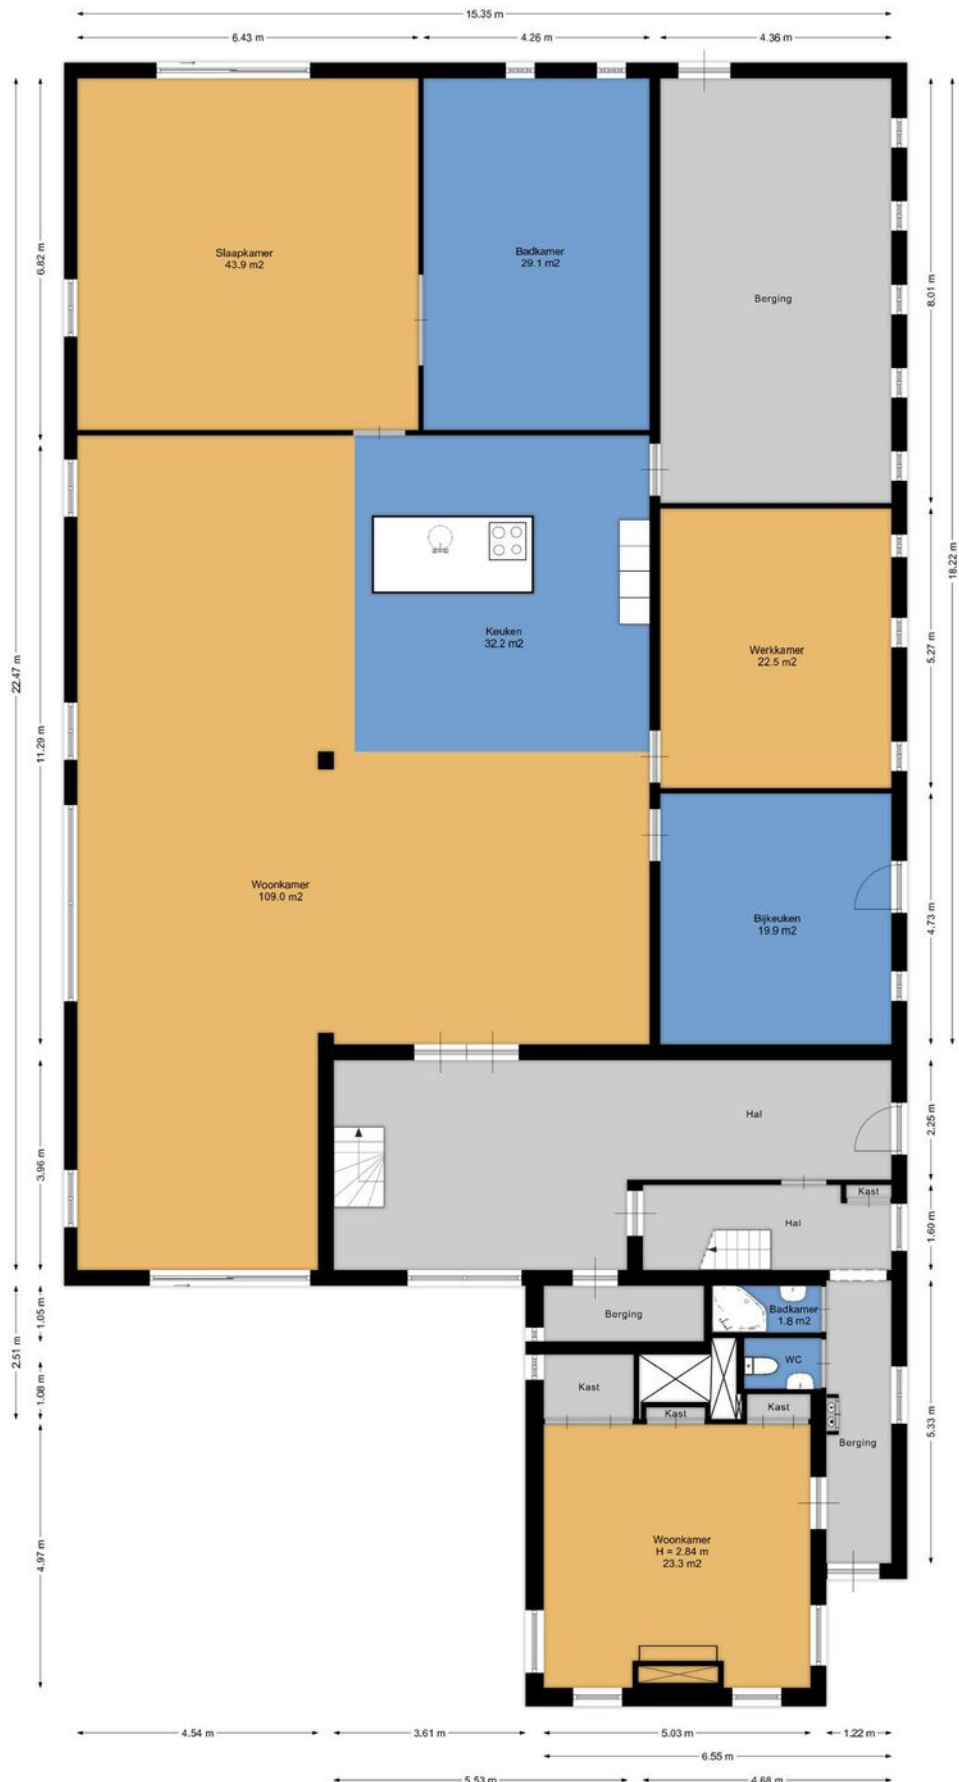 15.35 m
6.43 m
4.26 m
4.36 m
Slaapkamer
43.9 m2
Badkamer
29.1 m2
Berging
6.82 m
8.01 m
22.47 m
11.29 m
18.22 m
5.27 m
Keuken
32.2 m2
Werkkamer
22.5 m2
Woonkamer
109.0 m2
Bijkeuken
19.9 m2
4.73 m
Hal
2.25 m
3.96 m
Kast
Hal
1.60 m
Berging
Badkamer
1.8 m2
1.05 m
2.51 m
1.08 m
WC
Kast
Kast
Kast
Berging
5.33 m
Woonkamer
H = 2.84 m
23.3 m2
4.97 m
4.54 m
3.61 m
5.03 m
1.22 m
6.55 m
5.53 m
4.68 m